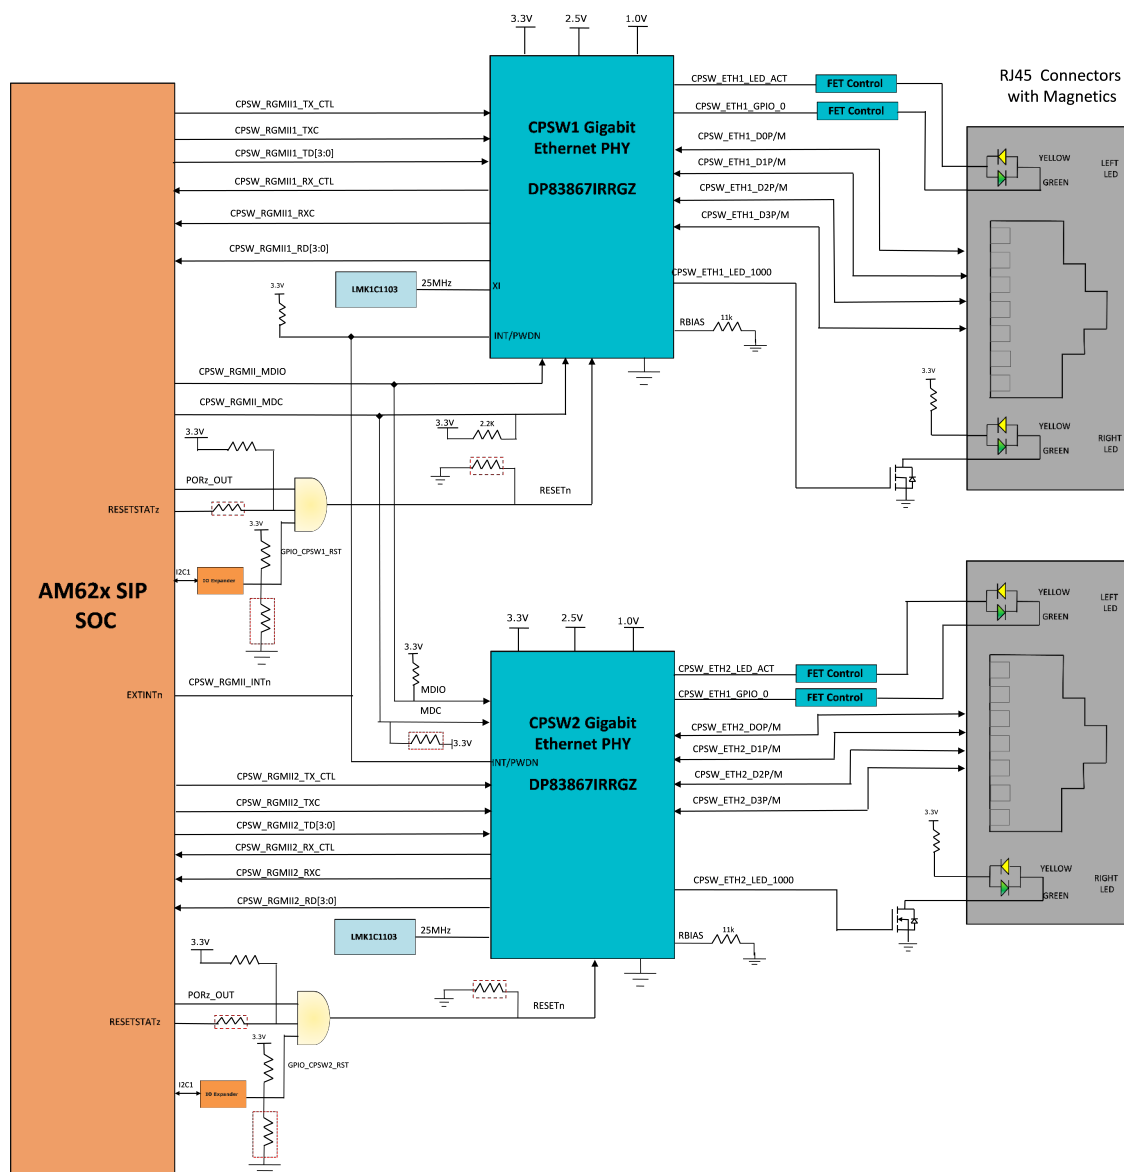 3.3V
2.5V
1.0V
RJ45 Connectors
with Magnetics
CPSW_RGMII1_TX_CTL
CPSW_RGMII1_TXC
CPSW_RGMII1_TD[3:0]
CPSW_RGMII1_RX_CTL
CPSW_RGMII1_RXC
CPSW_RGMII1_RD[3:0]
CPSW1 Gigabit
Ethernet PHY
DP83867IRRGZ
XI
INT/PWDN
CPSW_ETH1_LED_ACT
FET Control
CPSW_ETH1_GPIO_0
FET Control
CPSW_ETH1_D0P/M
CPSW_ETH1_D1P/M
CPSW_ETH1_D2P/M
CPSW_ETH1_D3P/M
CPSW_ETH1_LED_1000
RBIAS
11k
YELLOW
GREEN
LEFT
LED
3.3V
YELLOW
GREEN
RIGHT
LED
LMK1C1103
25MHz
3.3V
CPSW_RGMII_MDIO
CPSW_RGMII_MDC
3.3V
2.2K
3.3V
PORz_OUT
RESETSTATz
RESETn
3.3V
GPIO_CPSW1_RST
I2C1
IO Expander
AM62x SIP
SOC
EXTINTn
CPSW_RGMII_INTn
3.3V
MDIO
MDC
3.3V
3.3V
2.5V
1.0V
CPSW2 Gigabit
Ethernet PHY
INT/PWDN
DP83867IRRGZ
CPSW_RGMII2_TX_CTL
CPSW_RGMII2_TXC
CPSW_RGMII2_TD[3:0]
CPSW_RGMII2_RX_CTL
CPSW_RGMII2_RXC
CPSW_RGMII2_RD[3:0]
CPSW_ETH2_LED_ACT
FET Control
CPSW_ETH1_GPIO_0
FET Control
CPSW_ETH2_DOP/M
CPSW_ETH2_D1P/M
CPSW_ETH2_D2P/M
CPSW_ETH2_D3P/M
CPSW_ETH2_LED_1000
RBIAS
11k
YELLOW
GREEN
LEFT
LED
3.3V
YELLOW
GREEN
RIGHT
LED
LMK1C1103
25MHz
3.3V
PORz_OUT
RESETSTATz
RESETn
3.3V
GPIO_CPSW2_RST
I2C1
IO Expander